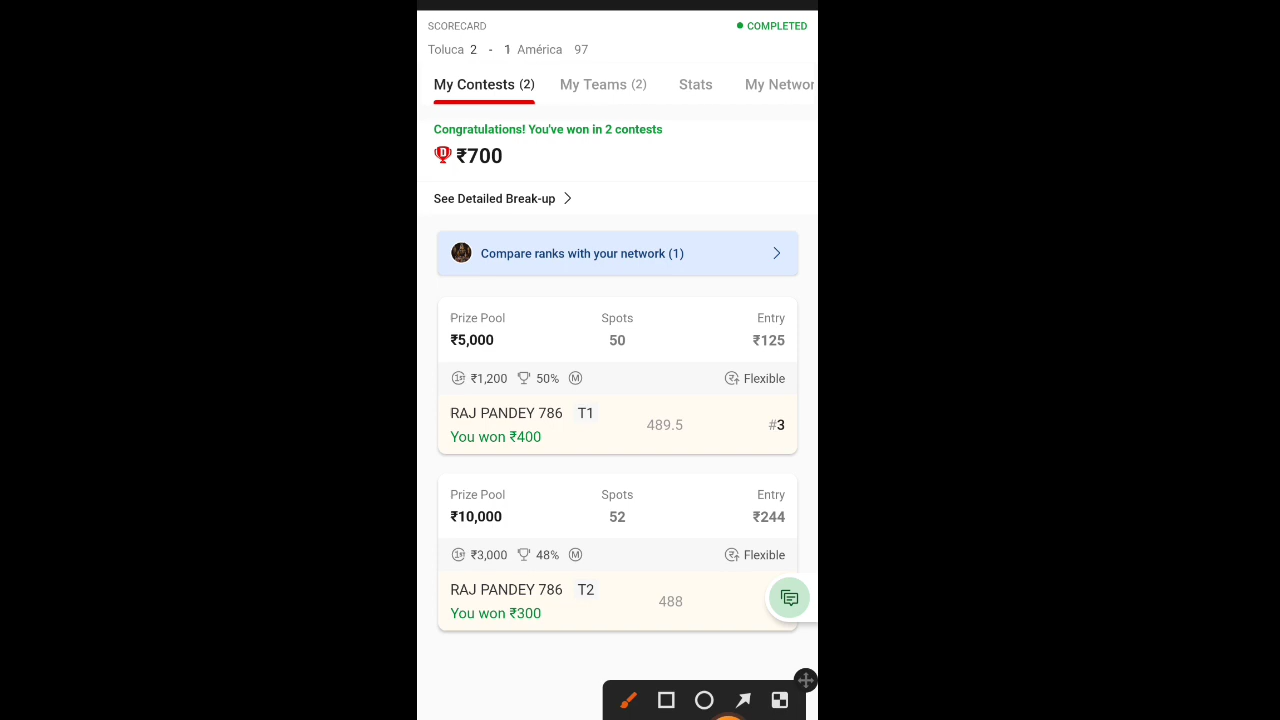 SCORECARD
COMPLETED
Toluca 2 - 1 América 97
My Contests (2) My Teams (2) Stats My Networ
Congratulations! You've won in 2 contests
D ₹700
See Detailed Break-up
Compare ranks with your network (1)
Prize Pool Spots Entry
₹5,000 50 ₹125
1st ₹1,200 50% M Flexible
RAJ PANDEY 786 T1
489.5 #3
You won ₹400
Prize Pool Spots Entry
₹10,000 52 ₹244
1st ₹3,000 48% M Flexible
RAJ PANDEY 786 T2
488
You won ₹300